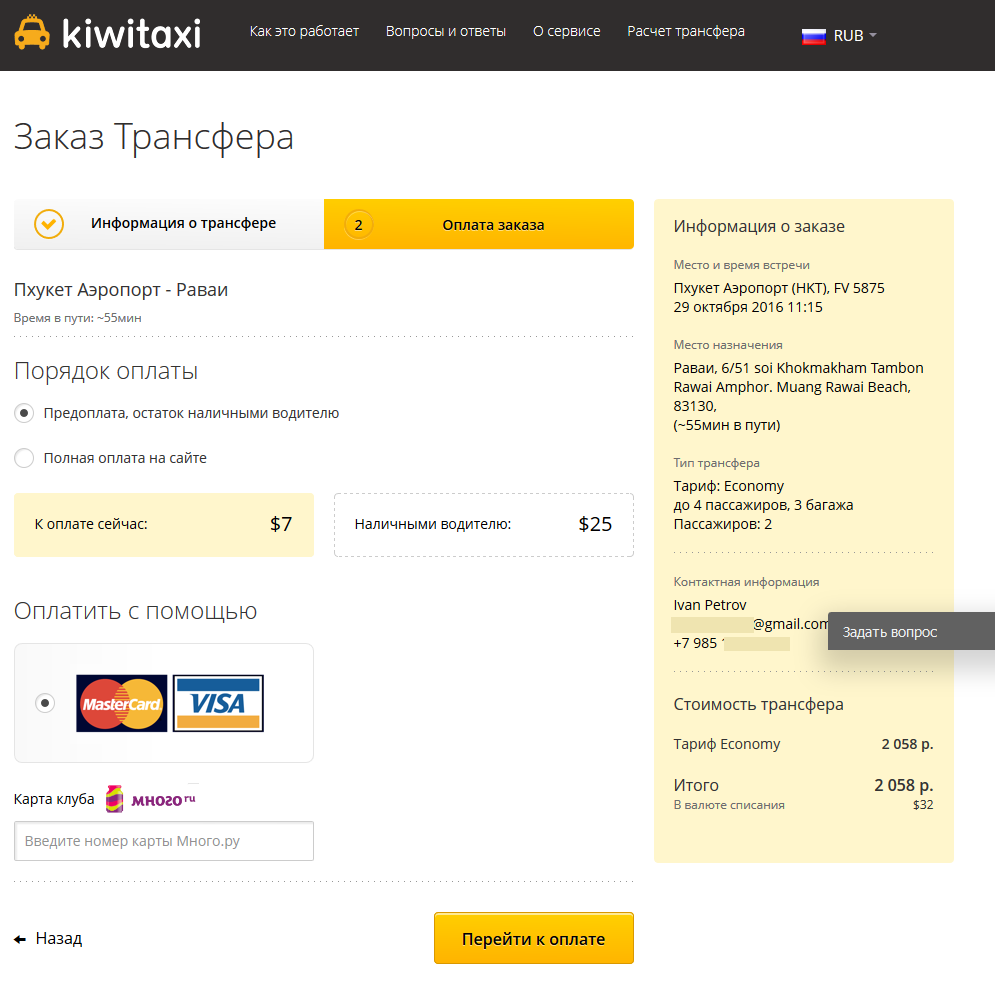 kiwitaxi
Как это работает
Вопросы и ответы
О сервисе
Расчет трансфера
RUB
Заказ Трансфера
Информация о трансфере
2
Оплата заказа
Пхукет Аэропорт - Раваи
Время в пути: ~55мин
Порядок оплаты
Предоплата, остаток наличными водителю
Полная оплата на сайте
К оплате сейчас:
$7
Наличными водителю:
$25
Оплатить с помощью
MasterCard
VISA
Карта клуба
много ru
Введите номер карты Много.ру
Назад
Перейти к оплате
Информация о заказе
Место и время встречи
Пхукет Аэропорт (HKT), FV 5875
29 октября 2016 11:15
Место назначения
Раваи, 6/51 soi Khokmakham Tambon
Rawai Amphor. Muang Rawai Beach,
83130,
(~55мин в пути)
Тип трансфера
Тариф: Economy
до 4 пассажиров, 3 багажа
Пассажиров: 2
Контактная информация
Ivan Petrov
@gmail.com
+7 985
Задать вопрос
Стоимость трансфера
Тариф Economy
2 058 р.
Итого
2 058 р.
В валюте списания
$32